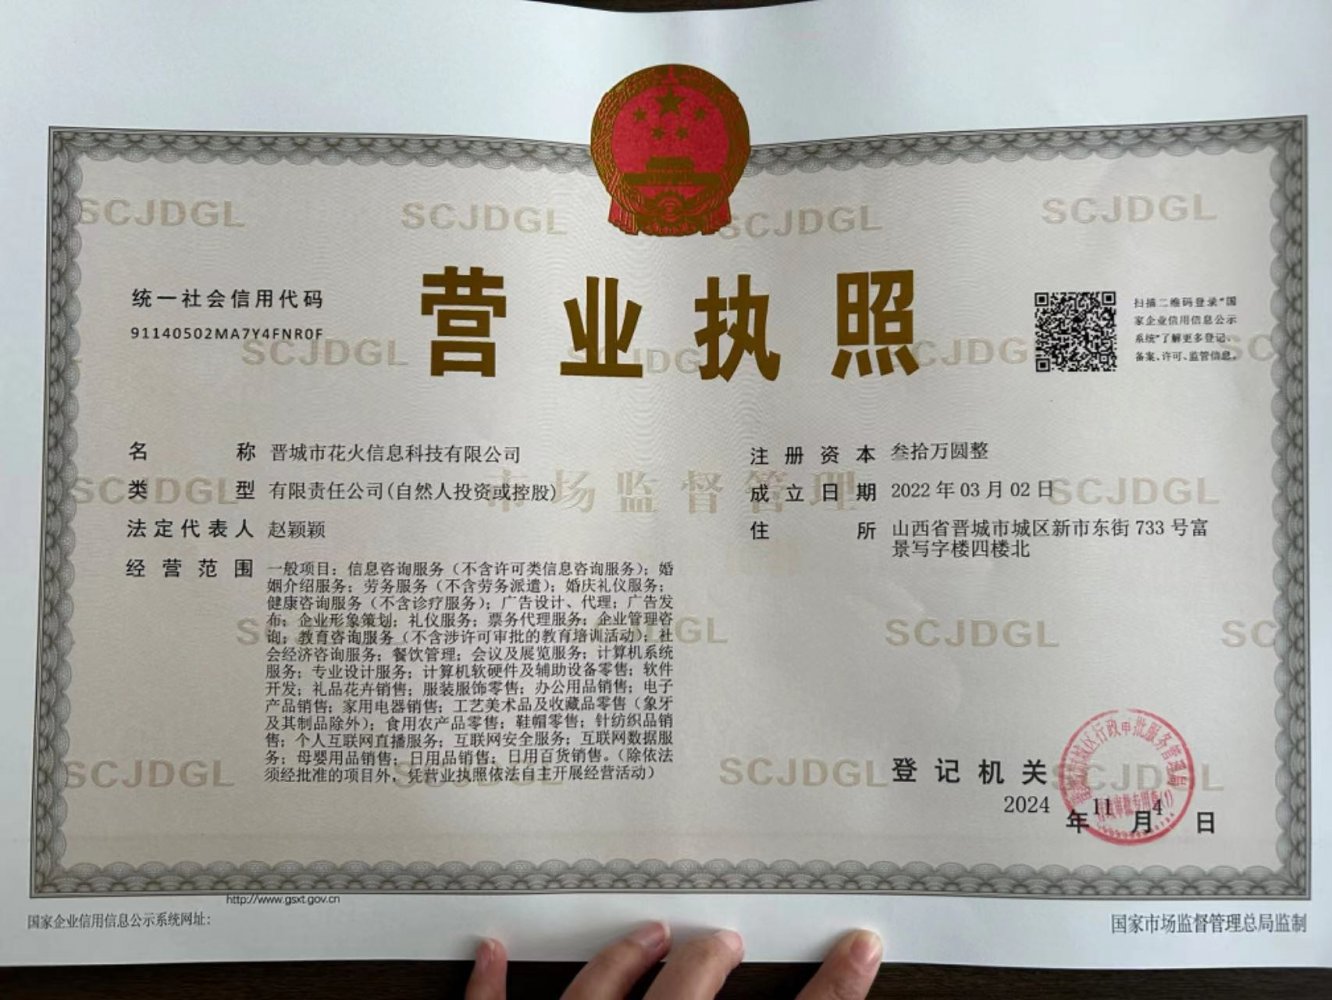 SCJDGL SCJDGL SCJDGL SCJDGL
营业执照
统一社会信用代码
91140502MA7Y4FNR0F
扫描二维码登录“国
家企业信用信息公示
系统”了解更多登记、
备案、许可、监管信息。
SCJDGL
名称 晋城市花火信息科技有限公司
类型 有限责任公司(自然人投资或控股)
法定代表人 赵颖颖
经营范围 一般项目：信息咨询服务（不含许可类信息咨询服务）；婚
姻介绍服务；劳务服务（不含劳务派遣）；婚庆礼仪服务；
健康咨询服务（不含诊疗服务）；广告设计、代理；广告发
布；企业形象策划；礼仪服务；票务代理服务；企业管理咨
询；教育咨询服务（不含涉许可审批的教育培训活动）；社
会经济咨询服务；餐饮管理；会议及展览服务；计算机系统
服务；专业设计服务；计算机软硬件及辅助设备零售；软件
开发；礼品花卉销售；服装服饰零售；办公用品销售；电子
产品销售；家用电器销售；工艺美术品及收藏品零售（象牙
及其制品除外）；食用农产品零售；鞋帽零售；针纺织品销
售；个人互联网直播服务；互联网安全服务；互联网数据服
务；母婴用品销售；日用品销售；日用百货销售。（除依法
须经批准的项目外，凭营业执照依法自主开展经营活动）
注册资本 叁拾万圆整
成立日期 2022年03月02日
住所 山西省晋城市城区新市东街733号富
景写字楼四楼北
市场监督管理
SCJDGL SCJDGL
SCJDGL
SCJDGL SCJDGL
登记机关
2024年11月4日
http://www.gsxt.gov.cn
国家企业信用信息公示系统网址：
国家市场监督管理总局监制